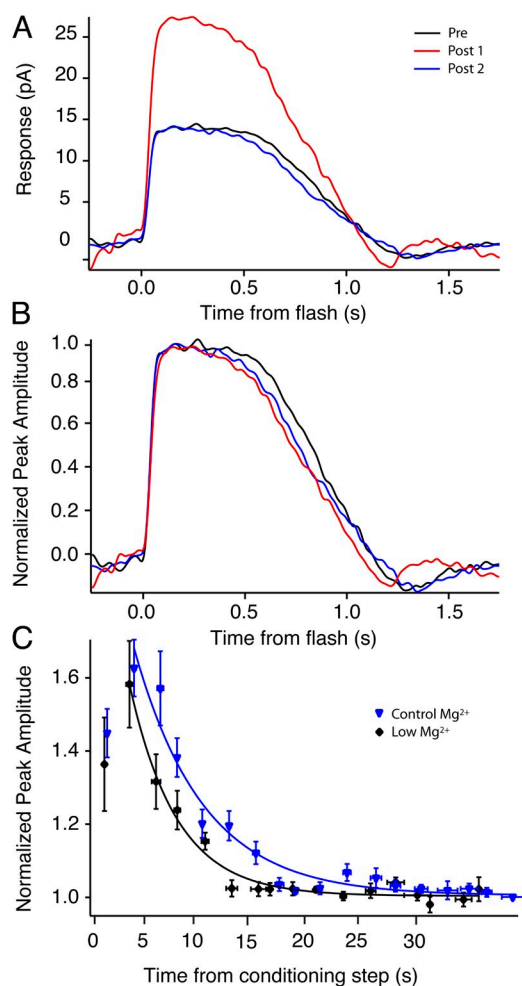 A
Response (pA)
25
20
15
10
5
0
Pre
Post 1
Post 2
0.0 0.5 1.0 1.5
Time from flash (s)
B
Normalized Peak Amplitude
1.0
0.8
0.6
0.4
0.2
0.0
0.0 0.5 1.0 1.5
Time from flash (s)
C
Normalized Peak Amplitude
1.6
1.4
1.2
1.0
Control Mg²⁺
Low Mg²⁺
0 5 10 15 20 25 30
Time from conditioning step (s)